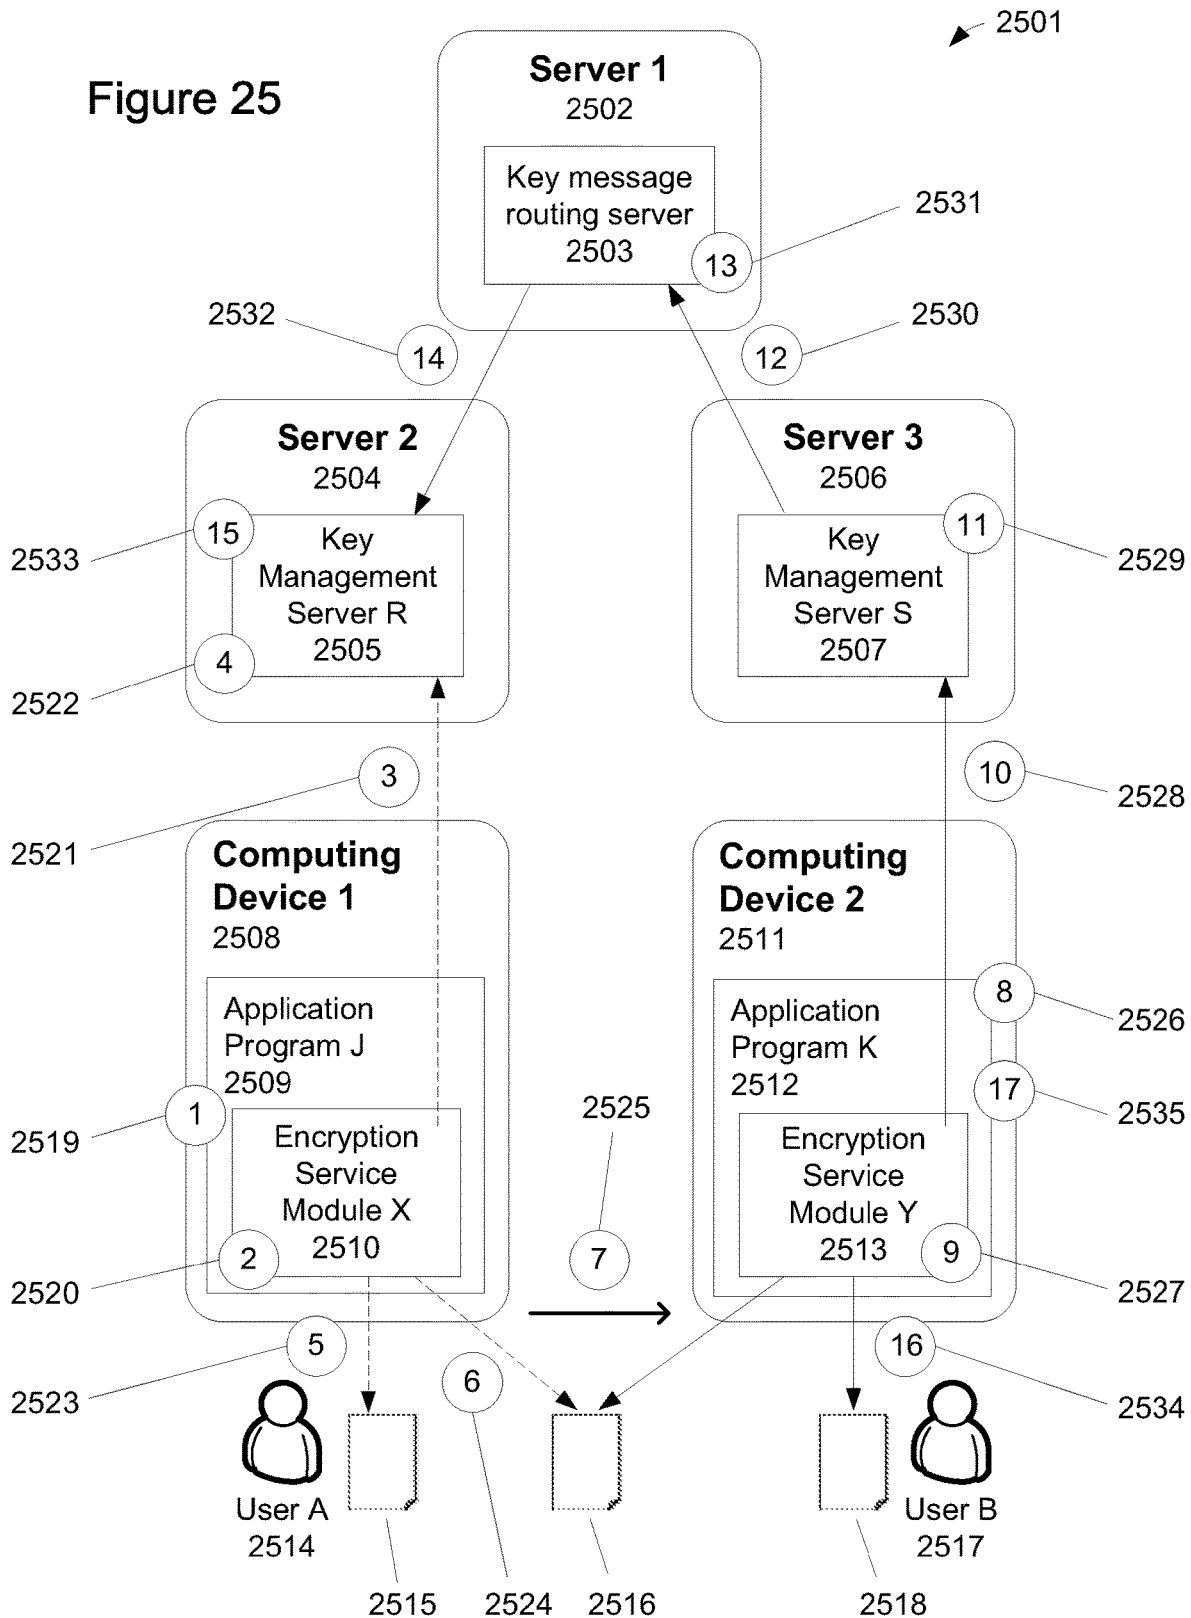 2501
Figure 25
Server 1
2502
Key message
routing server
2503
13
2531
2532
14
12
2530
Server 2
2504
15
2533
Key
Management
Server R
2505
4
2522
Server 3
2506
11
2529
Key
Management
Server S
2507
3
2521
10
2528
Computing
Device 1
2508
Application
Program J
2509
1
2519
Encryption
Service
Module X
2510
2
2520
Computing
Device 2
2511
8
2526
Application
Program K
2512
17
2535
Encryption
Service
Module Y
2513
9
2527
2525
7
5
2523
6
16
2534
User A
2514
User B
2517
2515
2524
2516
2518